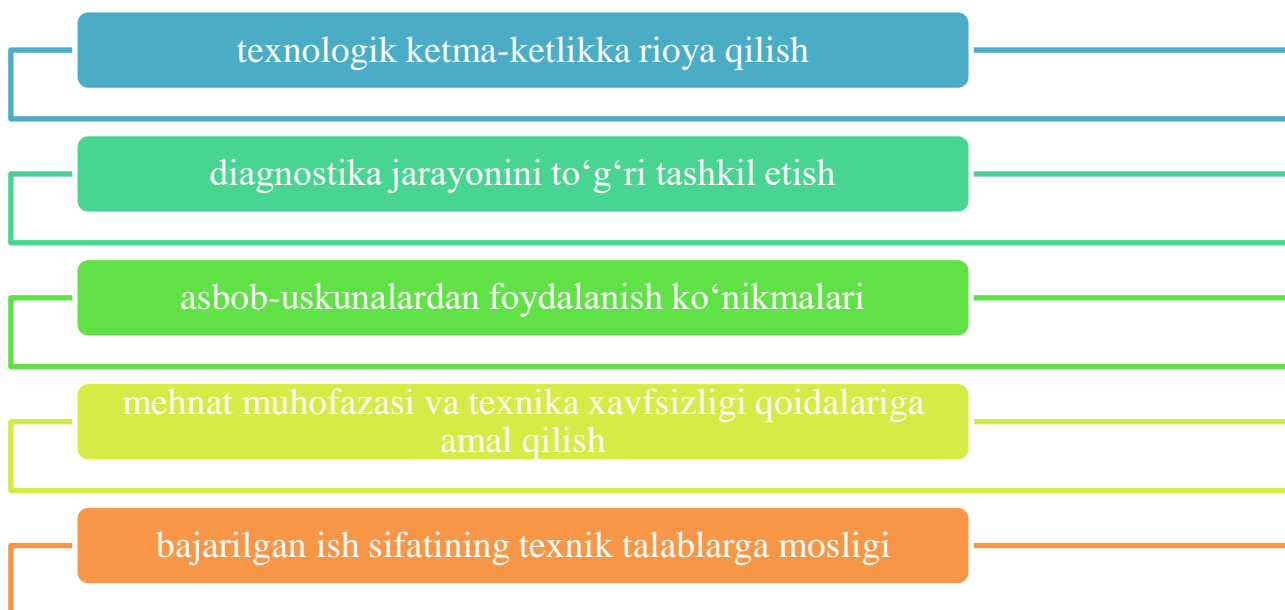 texnologik ketma-ketlikka rioya qilish
diagnostika jarayonini to‘g‘ri tashkil etish
asbob-uskunalardan foydalanish ko‘nikmalari
mehnat muhofazasi va texnika xavfsizligi qoidalariga
amal qilish
bajarilgan ish sifatining texnik talablarga mosligi